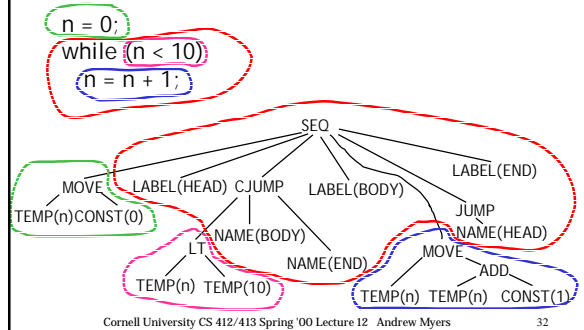 n = 0;
while (n < 10)
n = n + 1;
SEQ
LABEL(END)
MOVE LABEL(HEAD) CJUMP LABEL(BODY)
JUMP
TEMP(n) CONST(0)
NAME(BODY) NAME(HEAD)
LT MOVE
NAME(END) ADD
TEMP(n) TEMP(10)
TEMP(n) TEMP(n) CONST(1)
Cornell University CS 412/413 Spring '00 Lecture 12 Andrew Myers 32